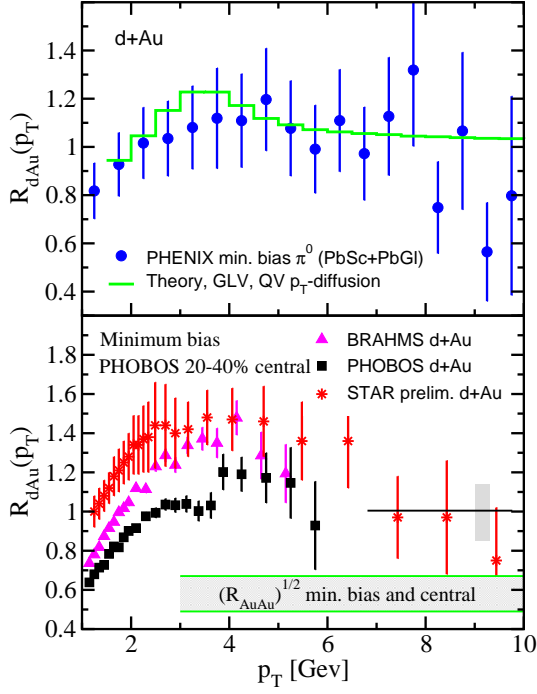 d+Au
1.4
1.2
1
0.8
0.6
0.4
R_dAu(p_T)
PHENIX min. bias π^0 (PbSc+PbGl)
Theory, GLV, QV p_T-diffusion
Minimum bias
PHOBOS 20-40% central
BRAHMS d+Au
PHOBOS d+Au
STAR prelim. d+Au
1.8
1.6
1.4
1.2
1
0.8
0.6
0.4
R_dAu(p_T)
(R_AuAu)^1/2 min. bias and central
2 4 6 8 10
p_T [Gev]